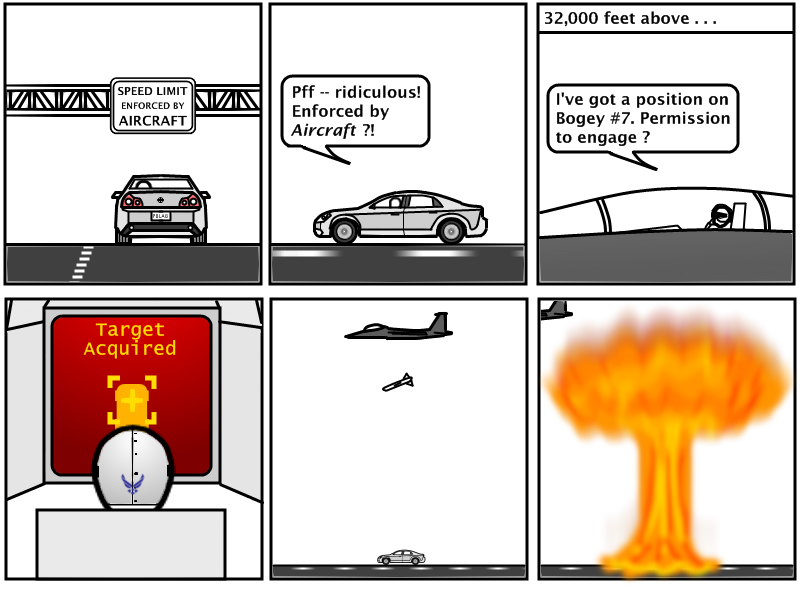 SPEED LIMIT
ENFORCED BY
AIRCRAFT
Pff -- ridiculous!
Enforced by
Aircraft ?!
32,000 feet above . . .
I've got a position on
Bogey #7. Permission
to engage ?
Target
Acquired